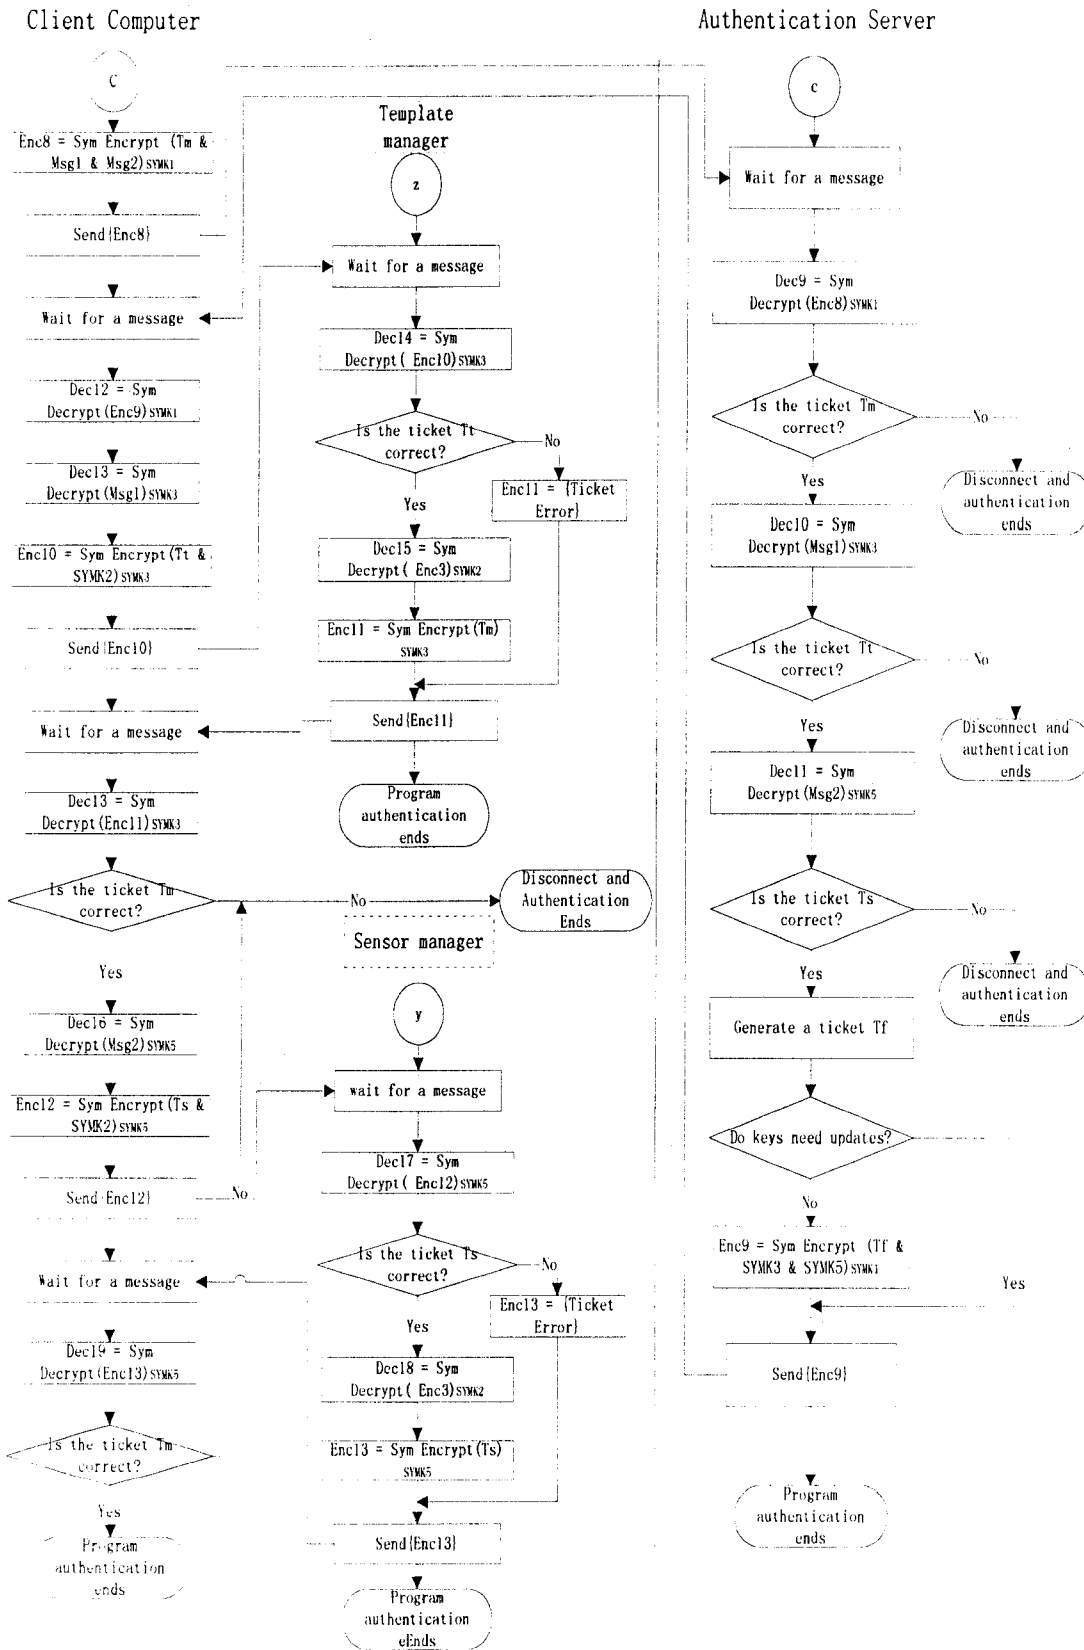 Client Computer
C
Enc8 = Sym Encrypt (Tm &
Msg1 & Msg2)SYMK1
Send{Enc8}
Wait for a message
Dec12 = Sym
Decrypt(Enc9)SYMK1
Dec13 = Sym
Decrypt(Msg1)SYMK3
Enc10 = Sym Encrypt(Tt &
SYMK2)SYMK3
Send{Enc10}
Wait for a message
Dec13 = Sym
Decrypt(Enc11)SYMK3
Is the ticket Tm
correct?
No
Disconnect and
Authentication
Ends
Yes
Dec16 = Sym
Decrypt(Msg2)SYMK5
Enc12 = Sym Encrypt(Ts &
SYMK2)SYMK5
Send{Enc12}
No
Wait for a message
Dec19 = Sym
Decrypt(Enc13)SYMK5
Is the ticket Tm
correct?
Yes
Program
authentication
ends
Template
manager
z
Wait for a message
Dec14 = Sym
Decrypt( Enc10)SYMK3
Is the ticket Tt
correct?
No
Enc11 = {Ticket
Error}
Yes
Dec15 = Sym
Decrypt( Enc3)SYMK2
Enc11 = Sym Encrypt(Tm)
SYMK3
Send{Enc11}
Program
authentication
ends
Sensor manager
y
wait for a message
Dec17 = Sym
Decrypt( Enc12)SYMK5
Is the ticket Ts
correct?
No
Enc13 = {Ticket
Error}
Yes
Dec18 = Sym
Decrypt( Enc3)SYMK2
Enc13 = Sym Encrypt(Ts)
SYMK5
Send{Enc13}
Program
authentication
eEnds
Authentication Server
c
Wait for a message
Dec9 = Sym
Decrypt(Enc8)SYMK1
Is the ticket Tm
correct?
No
Disconnect and
authentication
ends
Yes
Dec10 = Sym
Decrypt(Msg1)SYMK3
Is the ticket Tt
correct?
No
Disconnect and
authentication
ends
Yes
Dec11 = Sym
Decrypt(Msg2)SYMK5
Is the ticket Ts
correct?
No
Disconnect and
authentication
ends
Yes
Generate a ticket Tf
Do keys need updates?
No
Enc9 = Sym Encrypt (Tf &
SYMK3 & SYMK5)SYMK1
Yes
Send{Enc9}
Program
authentication
ends